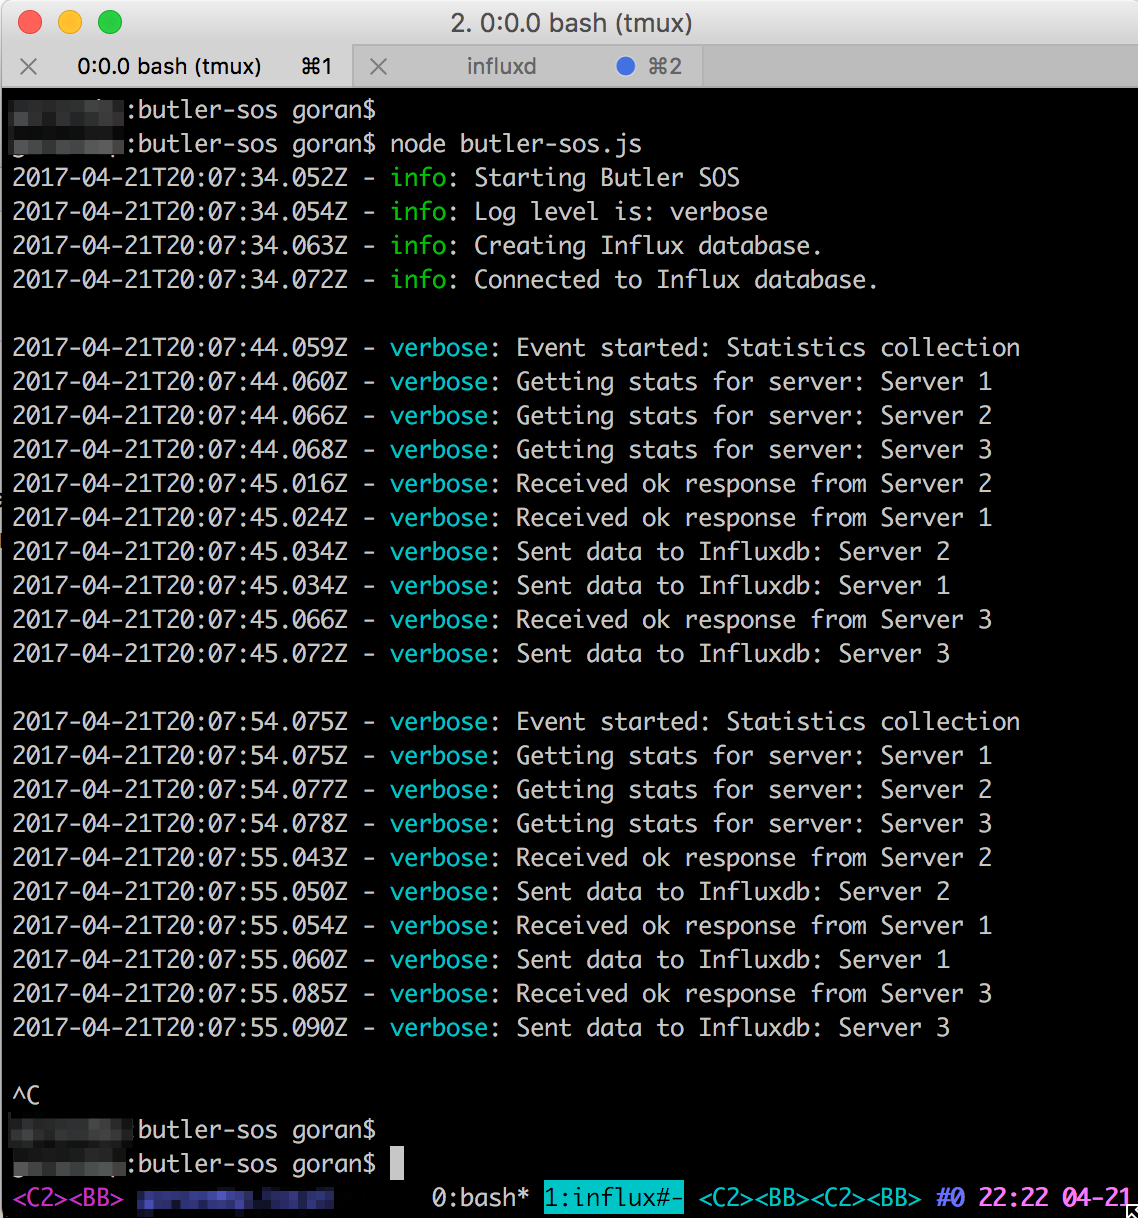 2. 0:0.0 bash (tmux)
0:0.0 bash (tmux) ⌘1 influxd ⌘2
:butler-sos goran$
:butler-sos goran$ node butler-sos.js
2017-04-21T20:07:34.052Z - info: Starting Butler SOS
2017-04-21T20:07:34.054Z - info: Log level is: verbose
2017-04-21T20:07:34.063Z - info: Creating Influx database.
2017-04-21T20:07:34.072Z - info: Connected to Influx database.
2017-04-21T20:07:44.059Z - verbose: Event started: Statistics collection
2017-04-21T20:07:44.060Z - verbose: Getting stats for server: Server 1
2017-04-21T20:07:44.066Z - verbose: Getting stats for server: Server 2
2017-04-21T20:07:44.068Z - verbose: Getting stats for server: Server 3
2017-04-21T20:07:45.016Z - verbose: Received ok response from Server 2
2017-04-21T20:07:45.024Z - verbose: Received ok response from Server 1
2017-04-21T20:07:45.034Z - verbose: Sent data to Influxdb: Server 2
2017-04-21T20:07:45.034Z - verbose: Sent data to Influxdb: Server 1
2017-04-21T20:07:45.066Z - verbose: Received ok response from Server 3
2017-04-21T20:07:45.072Z - verbose: Sent data to Influxdb: Server 3
2017-04-21T20:07:54.075Z - verbose: Event started: Statistics collection
2017-04-21T20:07:54.075Z - verbose: Getting stats for server: Server 1
2017-04-21T20:07:54.077Z - verbose: Getting stats for server: Server 2
2017-04-21T20:07:54.078Z - verbose: Getting stats for server: Server 3
2017-04-21T20:07:55.043Z - verbose: Received ok response from Server 2
2017-04-21T20:07:55.050Z - verbose: Sent data to Influxdb: Server 2
2017-04-21T20:07:55.054Z - verbose: Received ok response from Server 1
2017-04-21T20:07:55.060Z - verbose: Sent data to Influxdb: Server 1
2017-04-21T20:07:55.085Z - verbose: Received ok response from Server 3
2017-04-21T20:07:55.090Z - verbose: Sent data to Influxdb: Server 3
^C
butler-sos goran$
:butler-sos goran$
<C2><BB> 0:bash* 1:influx#- <C2><BB><C2><BB> #0 22:22 04-21